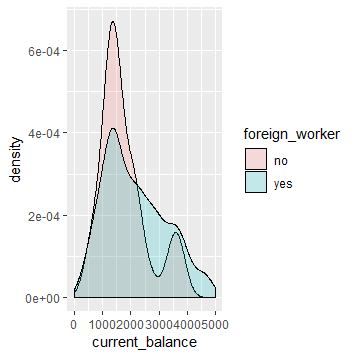 6e-04
4e-04
2e-04
0e+00
density
0 1000 2000 3000 4000 5000
current_balance
foreign_worker
no
yes